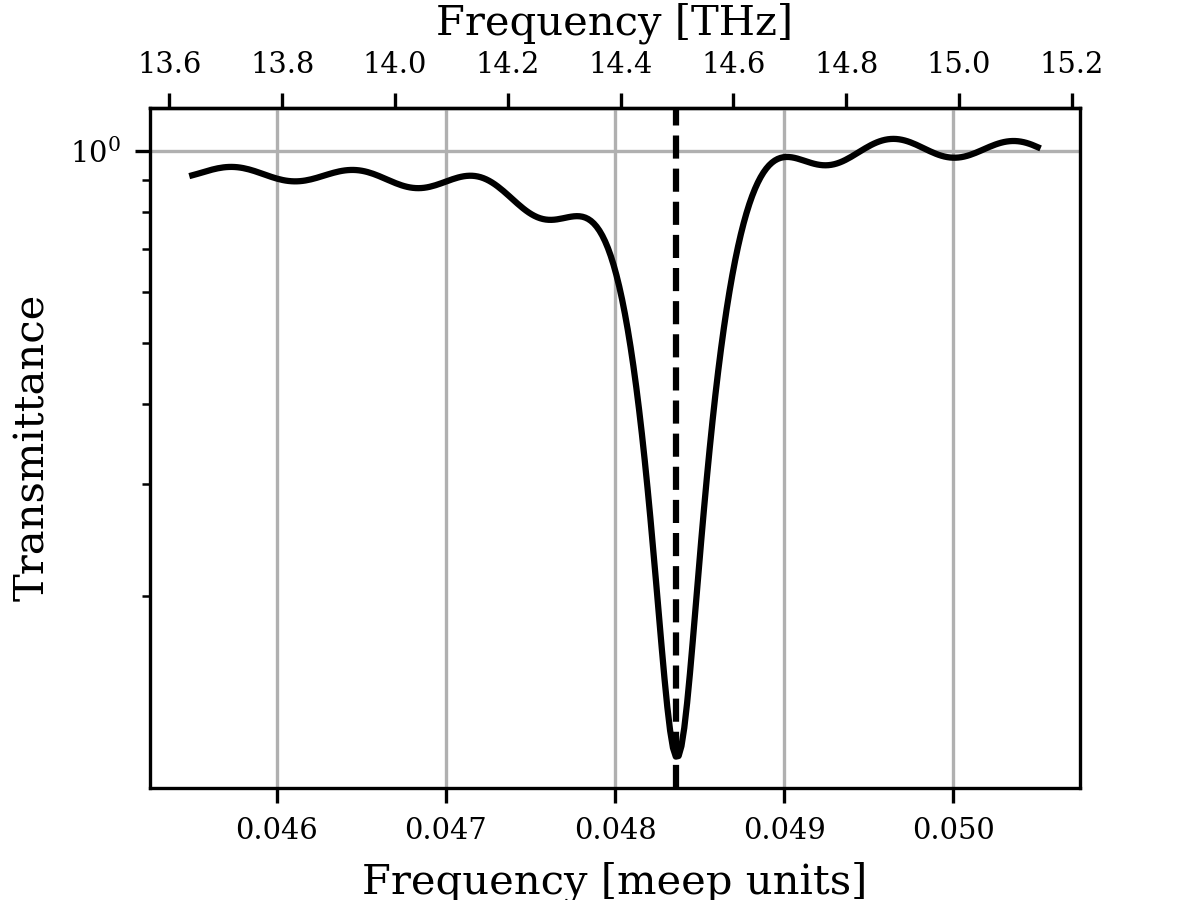 Frequency [THz]
13.6 13.8 14.0 14.2 14.4 14.6 14.8 15.0 15.2
10⁰
Transmittance
0.046 0.047 0.048 0.049 0.050
Frequency [meep units]